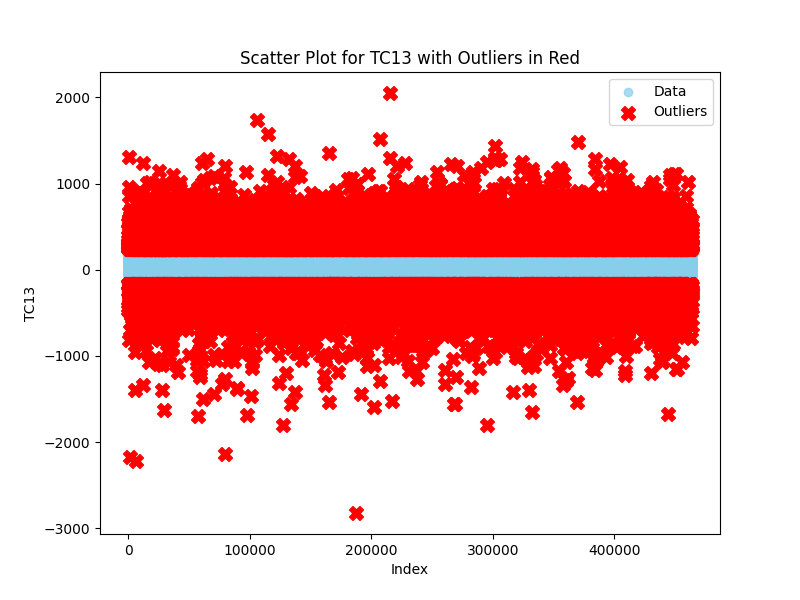 Scatter Plot for TC13 with Outliers in Red
Data
Outliers
2000
1000
0
−1000
−2000
−3000
TC13
0
100000
200000
300000
400000
Index